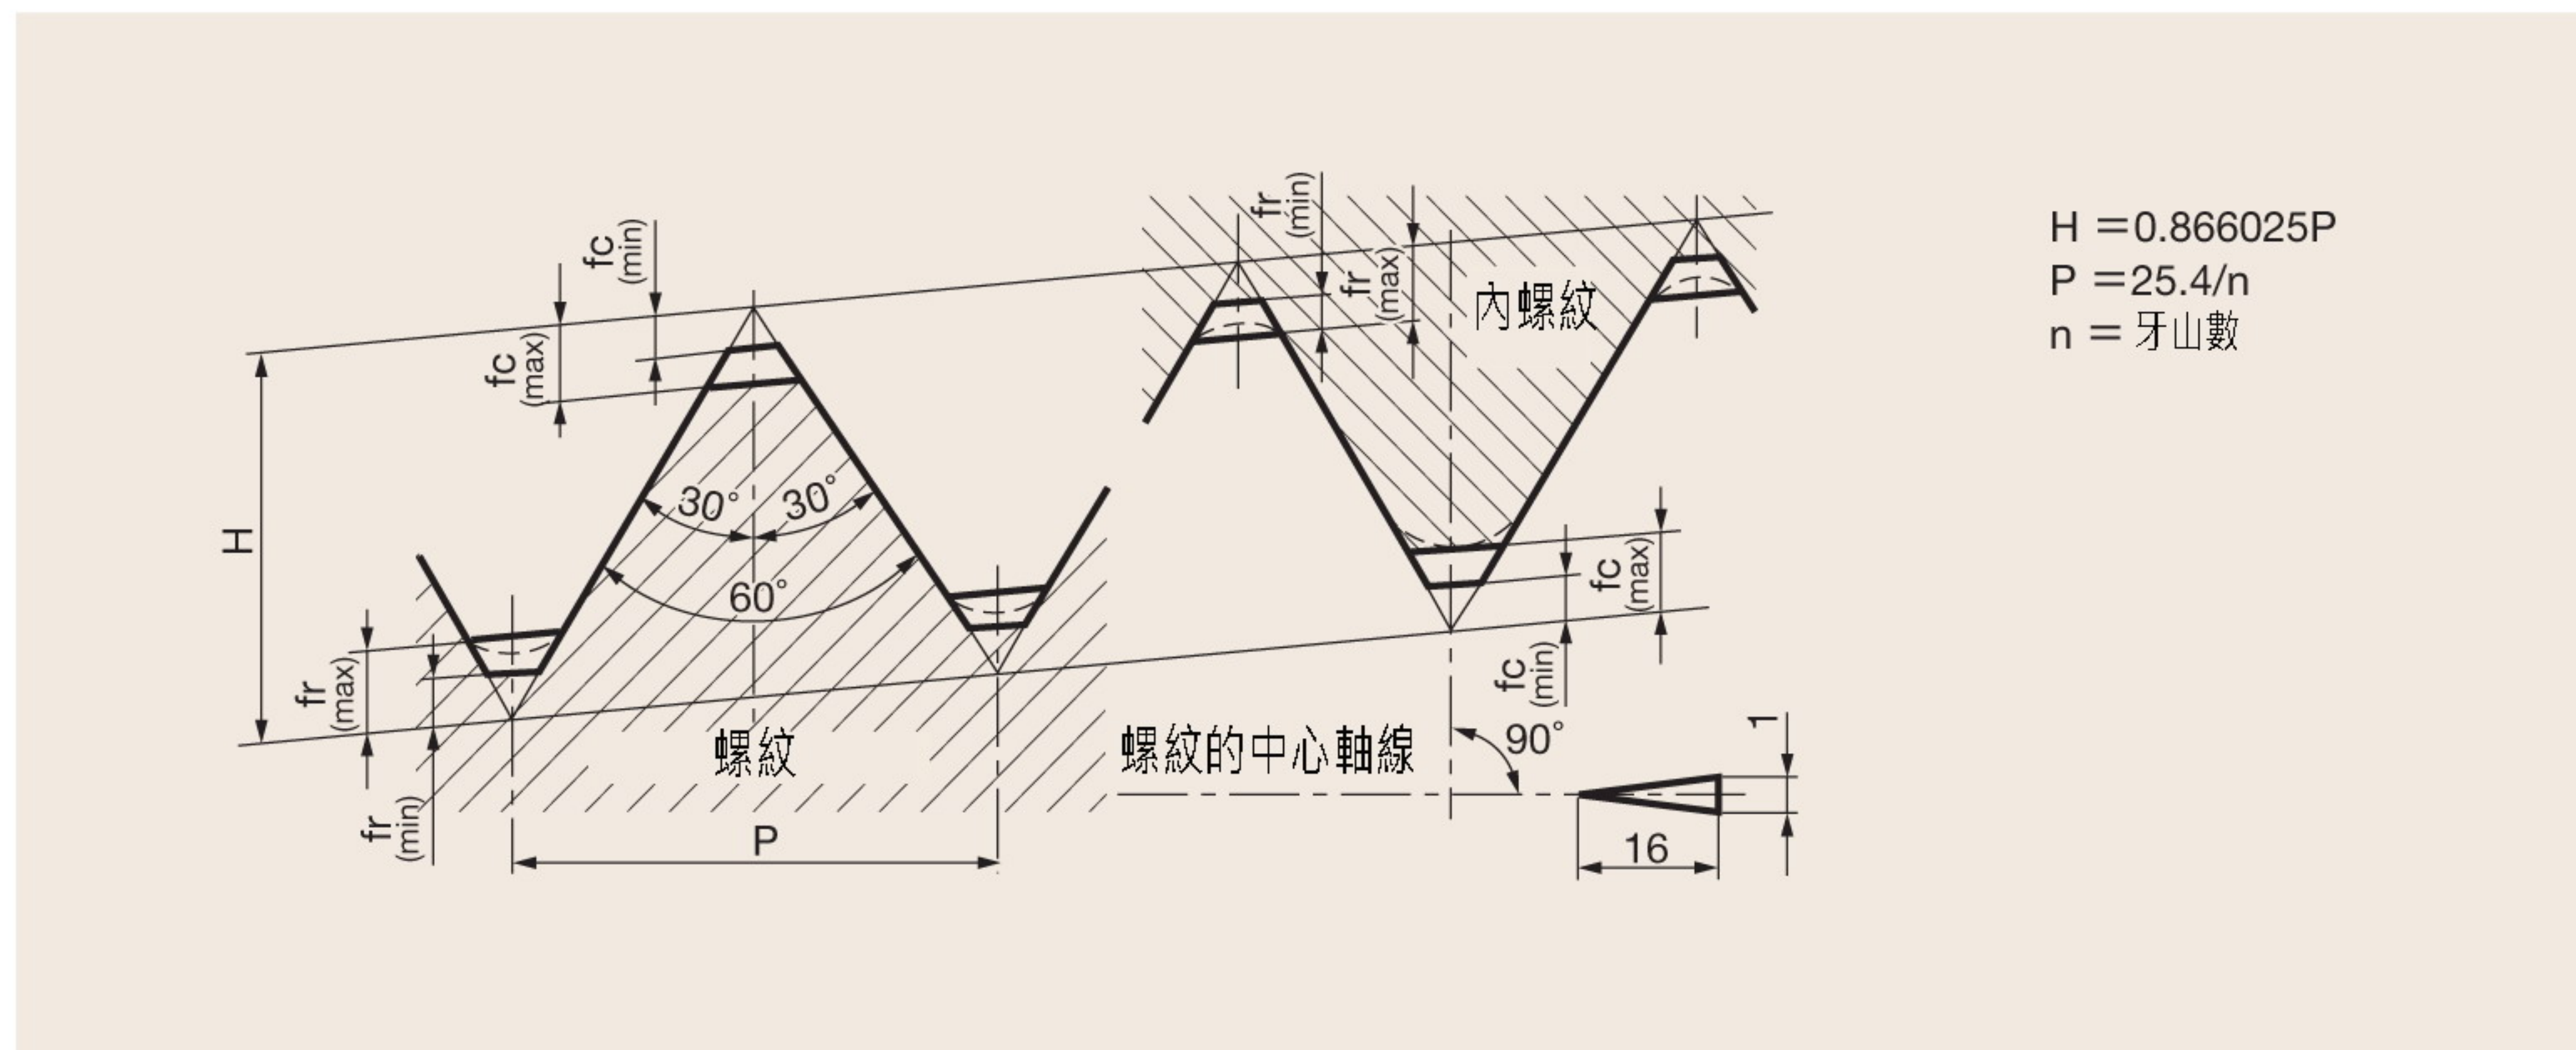 fc
(min)
fc
(max)
H
30°
30°
60°
fr
(max)
fr
(min)
螺紋
P
fr
(min)
fr
(max)
內螺紋
fc
(max)
fc
(min)
螺紋的中心軸線
90°
1
16
H =0.866025P
P =25.4/n
n = 牙山數